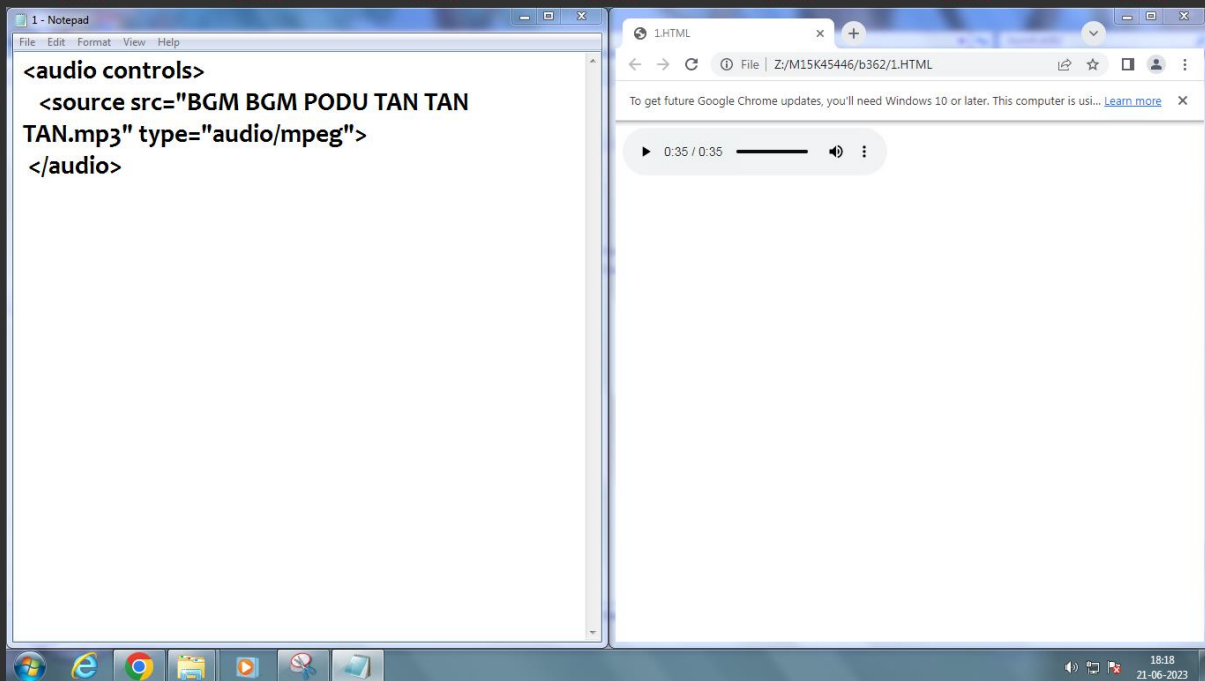 1 - Notepad
File Edit Format View Help
<audio controls>
<source src="BGM BGM PODU TAN TAN
TAN.mp3" type="audio/mpeg">
</audio>
1.HTML
File | Z:/M15K45446/b362/1.HTML
To get future Google Chrome updates, you'll need Windows 10 or later. This computer is usi... Learn more
0:35 / 0:35
18:18
21-06-2023